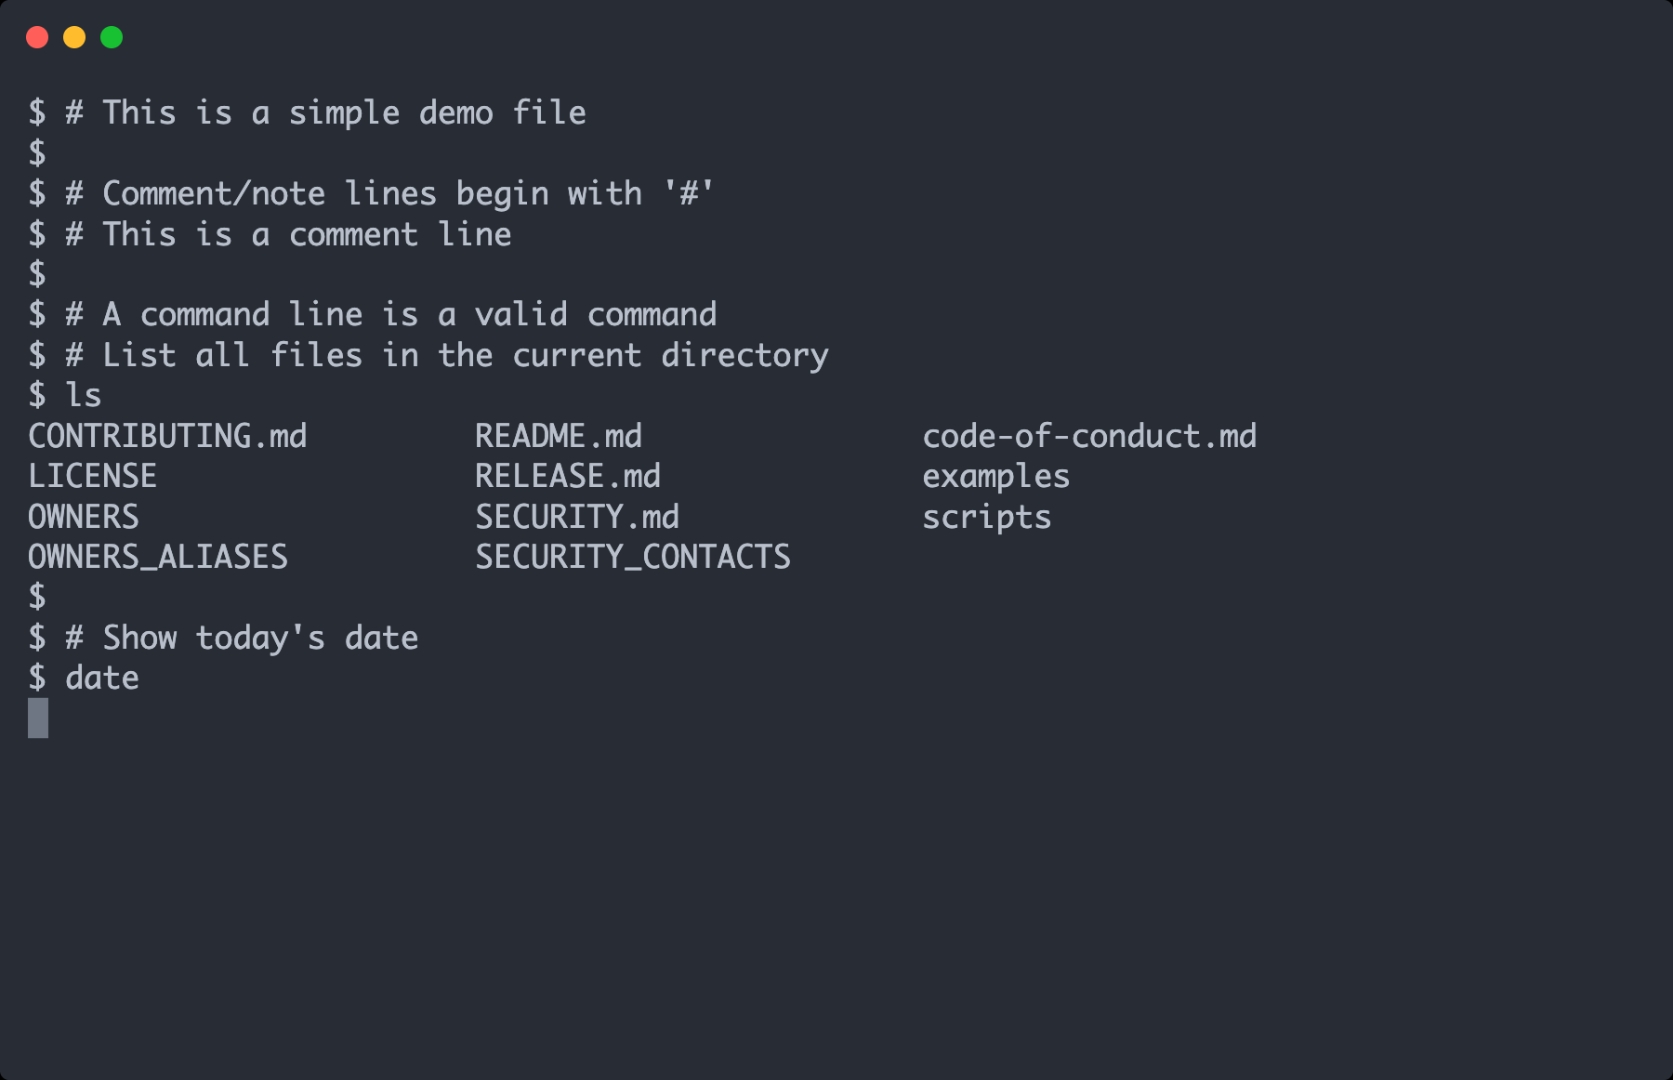 $ # This is a simple demo file
$
$ # Comment/note lines begin with '#'
$ # This is a comment line
$
$ # A command line is a valid command
$ # List all files in the current directory
$ ls
CONTRIBUTING.md         README.md               code-of-conduct.md
LICENSE                 RELEASE.md              examples
OWNERS                  SECURITY.md             scripts
OWNERS_ALIASES          SECURITY_CONTACTS
$
$ # Show today's date
$ date